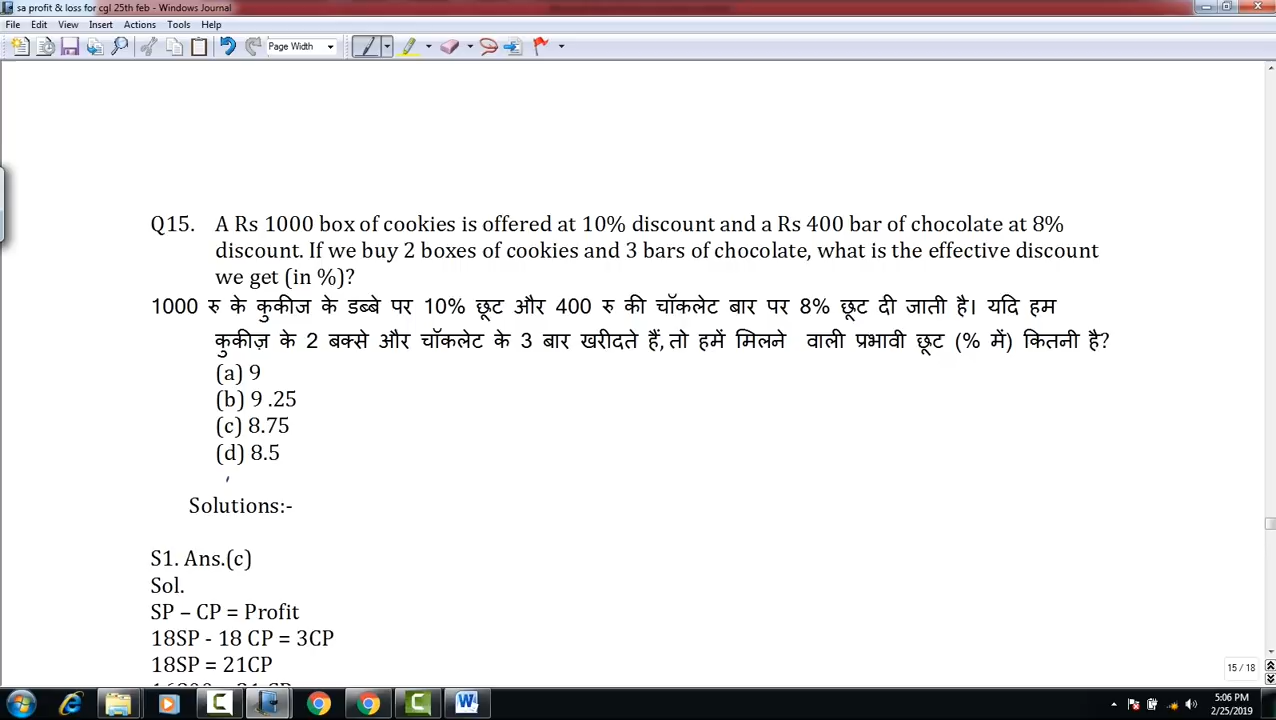 sa profit & loss for cgl 25th feb - Windows Journal
File Edit View Insert Actions Tools Help
Page Width
Q15. A Rs 1000 box of cookies is offered at 10% discount and a Rs 400 bar of chocolate at 8%
discount. If we buy 2 boxes of cookies and 3 bars of chocolate, what is the effective discount
we get (in %)?
1000 रु के कुकीज के डब्बे पर 10% छूट और 400 रु की चॉकलेट बार पर 8% छूट दी जाती है। यदि हम
कुकीज़ के 2 बक्से और चॉकलेट के 3 बार खरीदते हैं, तो हमें मिलने वाली प्रभावी छूट (% में) कितनी है?
(a) 9
(b) 9 .25
(c) 8.75
(d) 8.5
Solutions:-
S1. Ans.(c)
Sol.
SP – CP = Profit
18SP - 18 CP = 3CP
18SP = 21CP
15 / 18
5:06 PM
2/25/2019